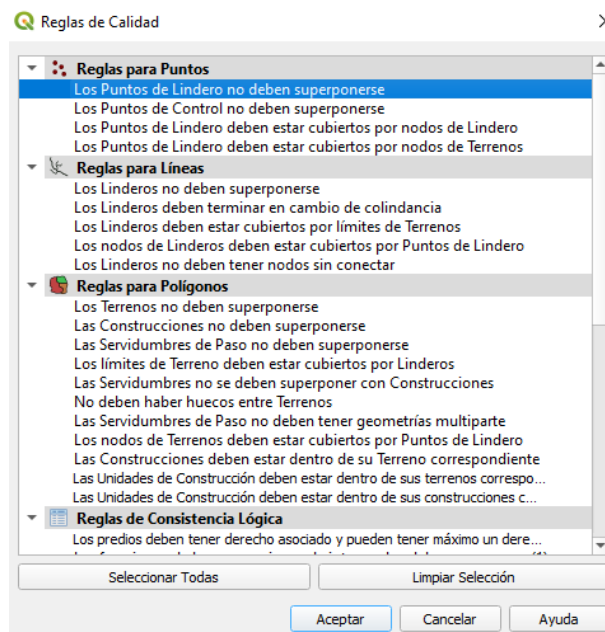 Reglas de Calidad
Reglas para Puntos
Los Puntos de Lindero no deben superponerse
Los Puntos de Control no deben superponerse
Los Puntos de Lindero deben estar cubiertos por nodos de Lindero
Los Puntos de Lindero deben estar cubiertos por nodos de Terrenos
Reglas para Líneas
Los Linderos no deben superponerse
Los Linderos deben terminar en cambio de colindancia
Los Linderos deben estar cubiertos por límites de Terrenos
Los nodos de Linderos deben estar cubiertos por Puntos de Lindero
Los Linderos no deben tener nodos sin conectar
Reglas para Polígonos
Los Terrenos no deben superponerse
Las Construcciones no deben superponerse
Las Servidumbres de Paso no deben superponerse
Los límites de Terreno deben estar cubiertos por Linderos
Las Servidumbres no se deben superponer con Construcciones
No deben haber huecos entre Terrenos
Las Servidumbres de Paso no deben tener geometrías multiparte
Los nodos de Terrenos deben estar cubiertos por Puntos de Lindero
Las Construcciones deben estar dentro de su Terreno correspondiente
Las Unidades de Construcción deben estar dentro de sus terrenos correspo...
Las Unidades de Construcción deben estar dentro de sus construcciones c...
Reglas de Consistencia Lógica
Los predios deben tener derecho asociado y pueden tener máximo un dere...
Seleccionar Todas
Limpiar Selección
Aceptar
Cancelar
Ayuda